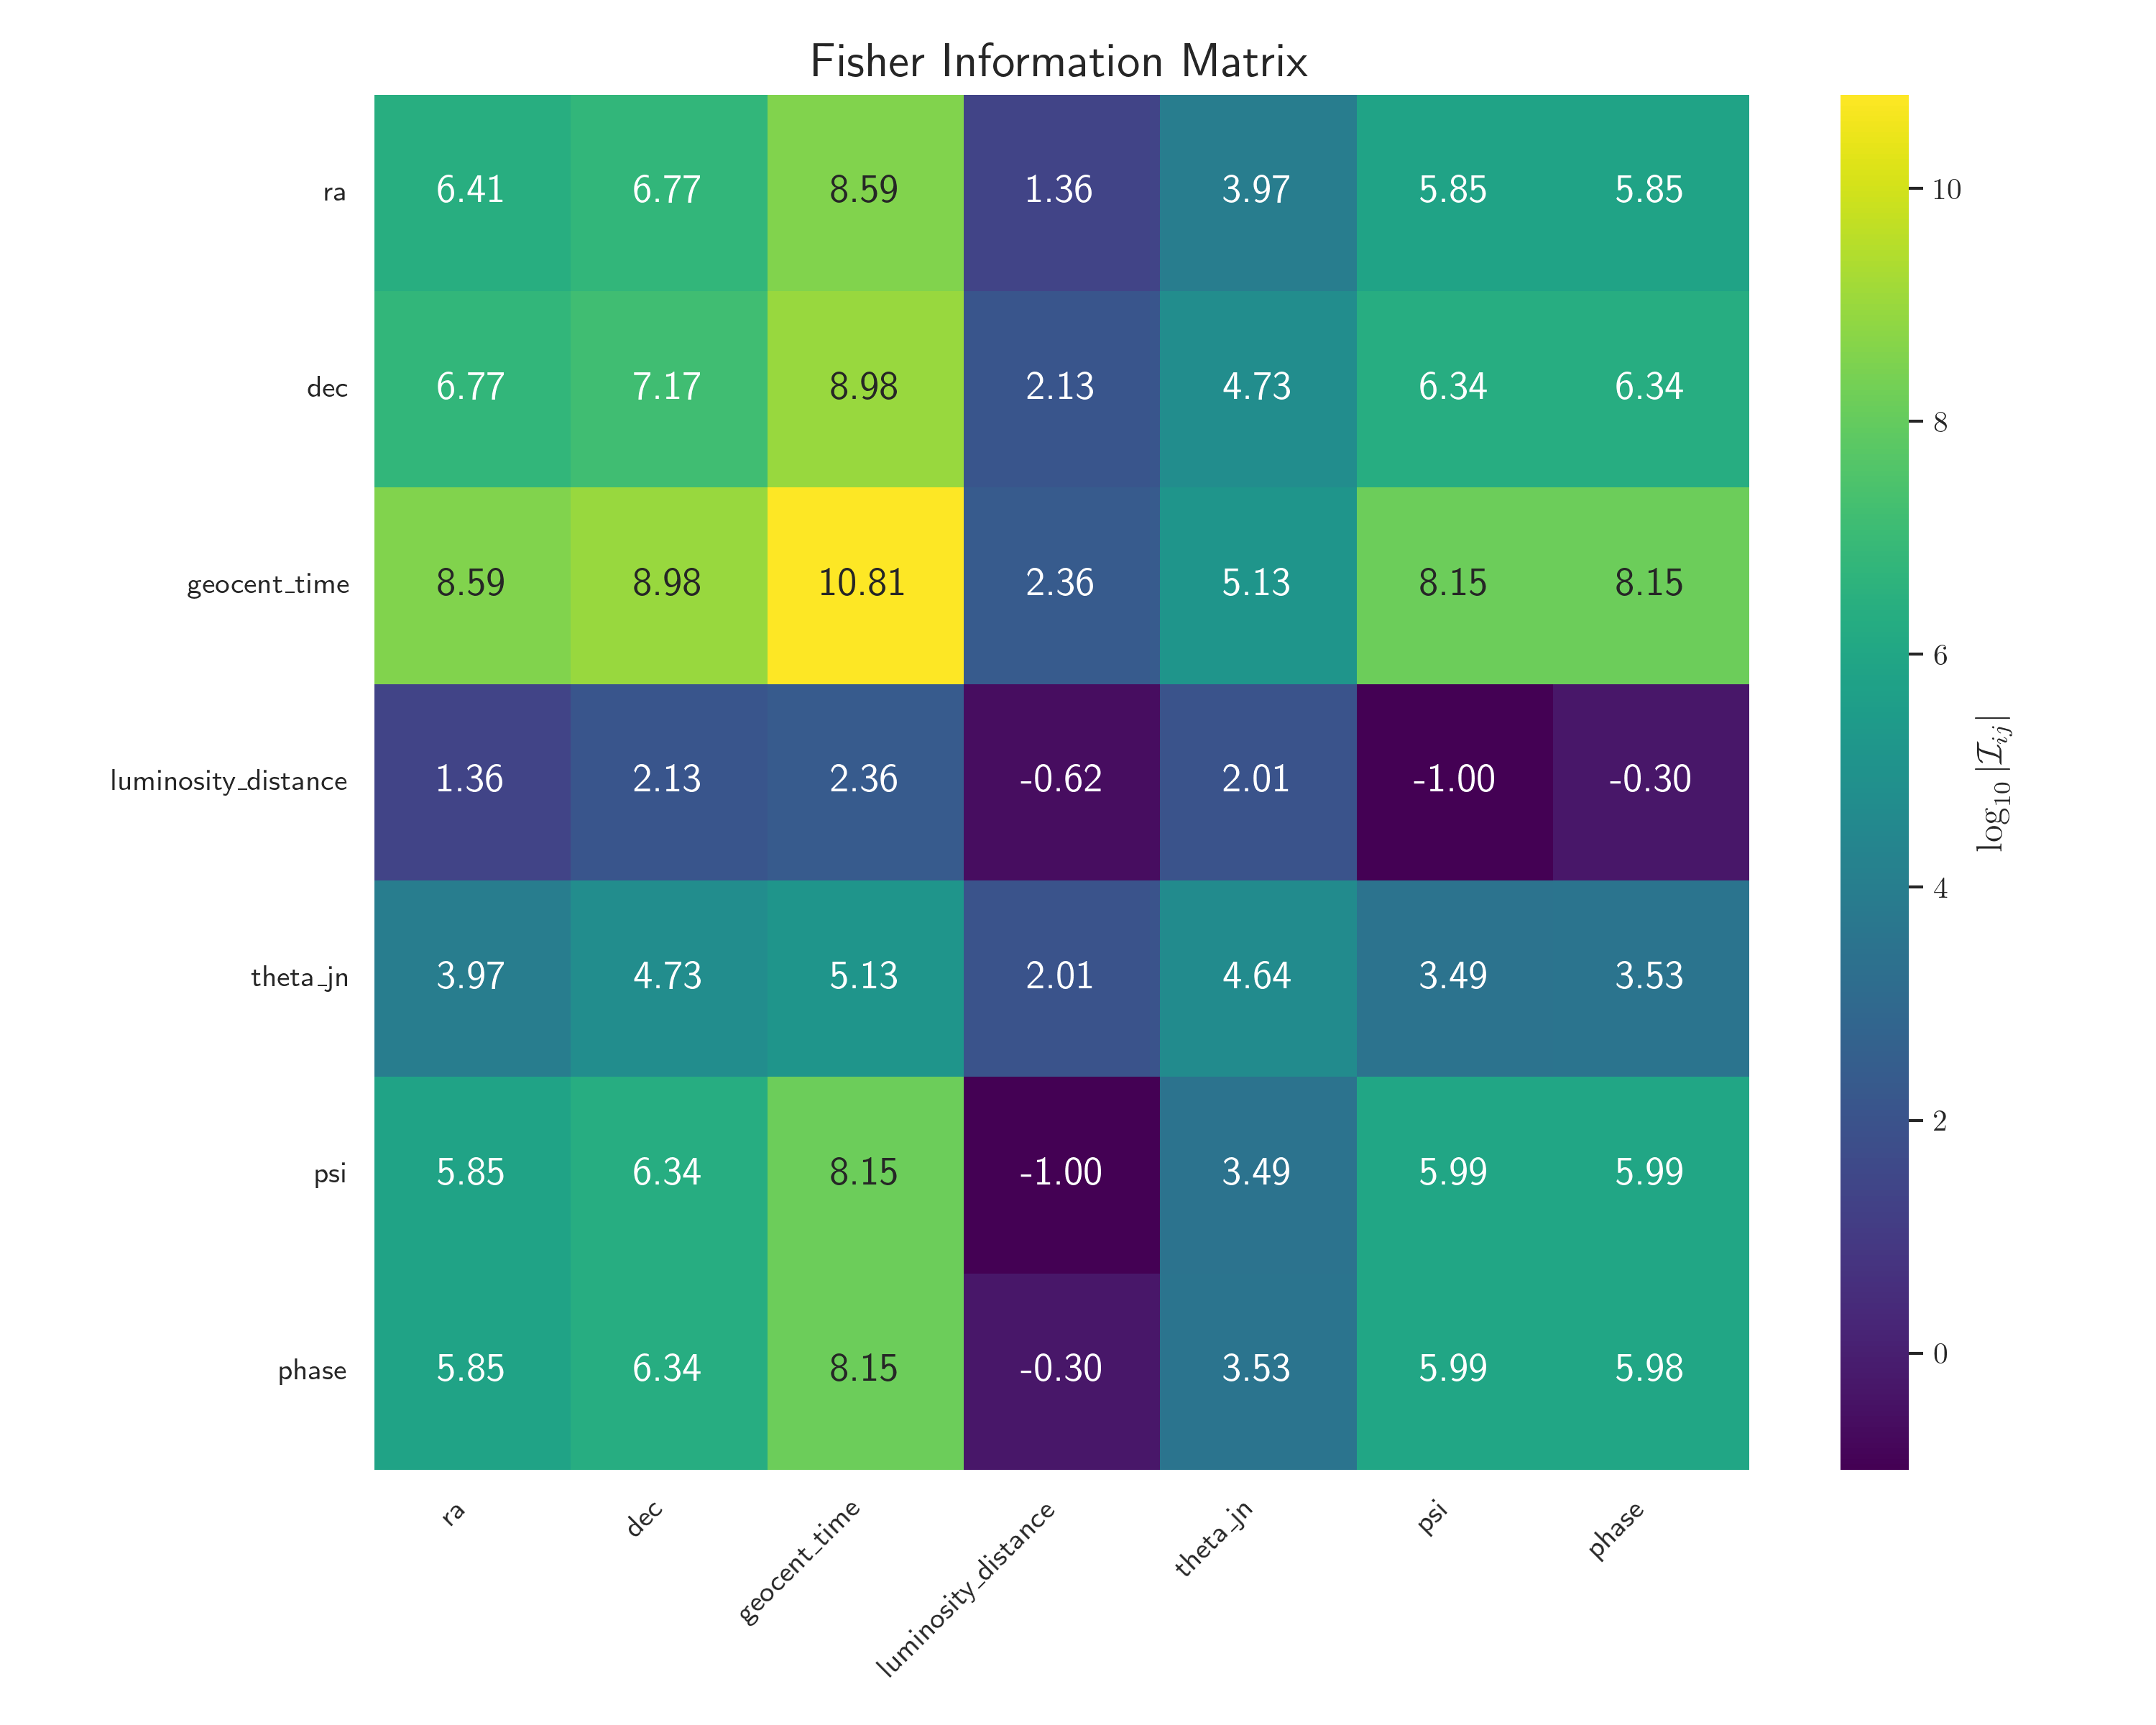 Fisher Information Matrix
ra 6.41 6.77 8.59 1.36 3.97 5.85 5.85
dec 6.77 7.17 8.98 2.13 4.73 6.34 6.34
geocent_time 8.59 8.98 10.81 2.36 5.13 8.15 8.15
luminosity_distance 1.36 2.13 2.36 -0.62 2.01 -1.00 -0.30
theta_jn 3.97 4.73 5.13 2.01 4.64 3.49 3.53
psi 5.85 6.34 8.15 -1.00 3.49 5.99 5.99
phase 5.85 6.34 8.15 -0.30 3.53 5.99 5.98
ra dec geocent_time luminosity_distance theta_jn psi phase
10
8
6
4
2
0
log₁₀ |ℐᵢⱼ|